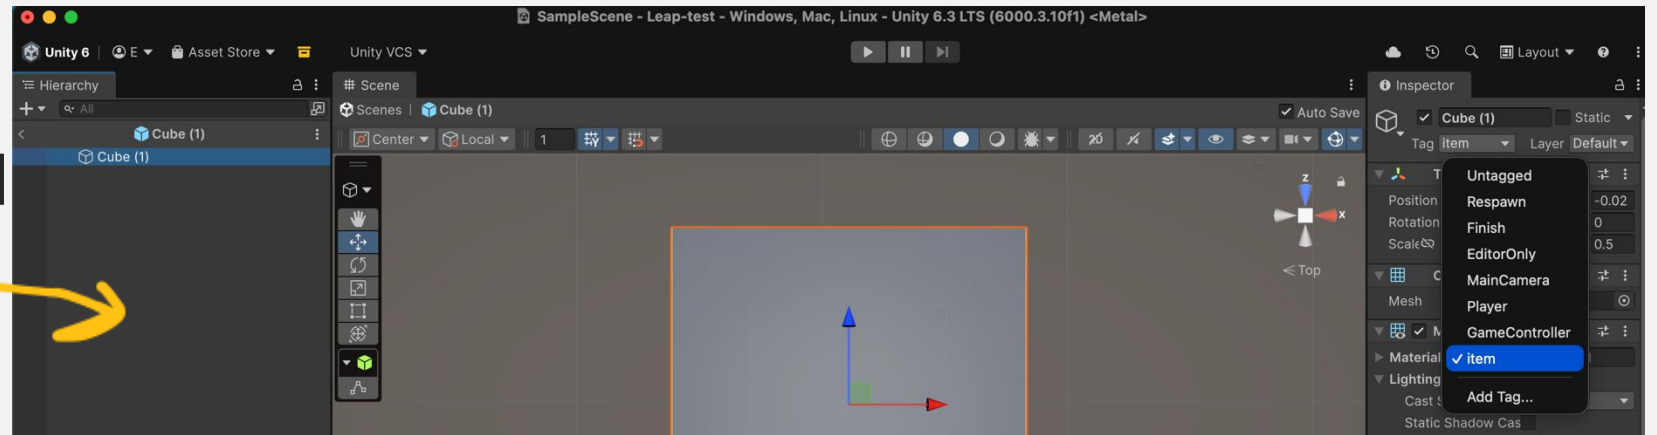 SampleScene - Leap-test - Windows, Mac, Linux - Unity 6.3 LTS (6000.3.10f1) <Metal>
Unity 6 E Asset Store Unity VCS Layout
Hierarchy
All
Cube (1)
Cube (1)
Scene
Scenes | Cube (1) Auto Save
Center Local 1 2D
z
x
Top
Inspector
Cube (1) Static
Tag item Layer Default
Untagged
Respawn
Finish
EditorOnly
MainCamera
Player
GameController
item
Add Tag...
T
Position -0.02
Rotation 0
Scale 0.5
C
Mesh
M
Material
Lighting
Cast S
Static Shadow Cas